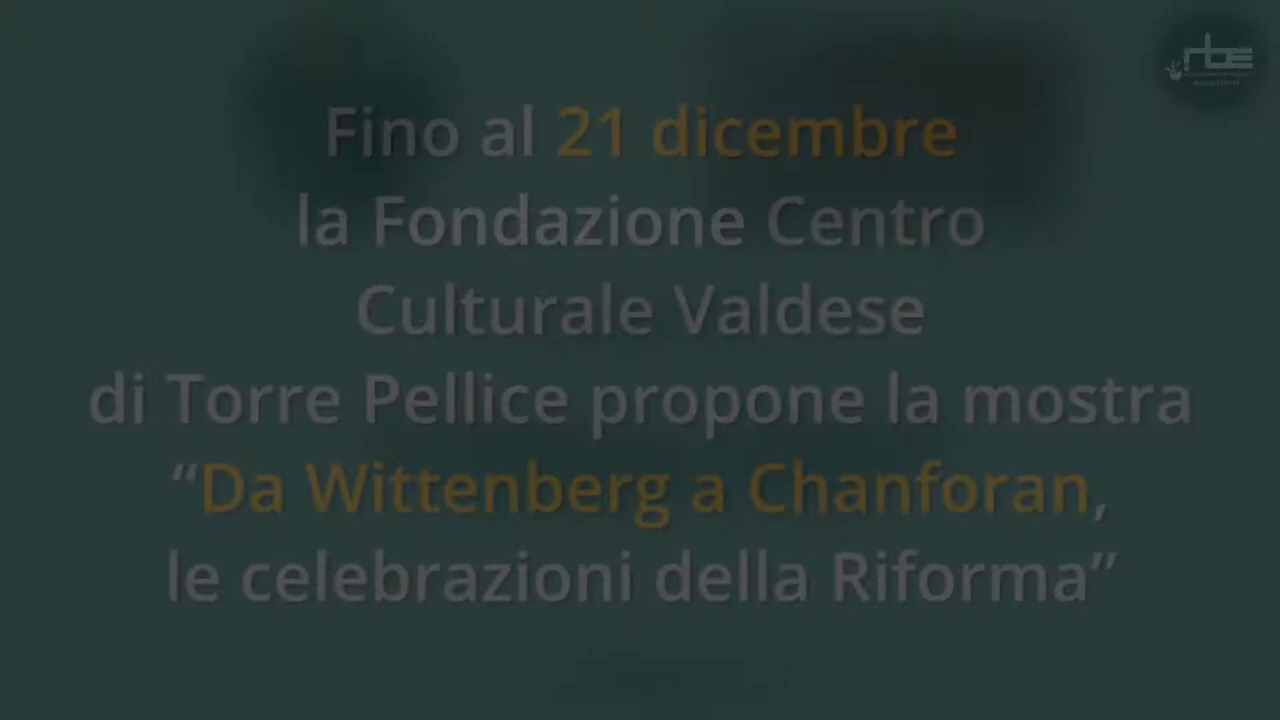 rbe
Fino al 21 dicembre
la Fondazione Centro
Culturale Valdese
di Torre Pellice propone la mostra
“Da Wittenberg a Chanforan,
le celebrazioni della Riforma”